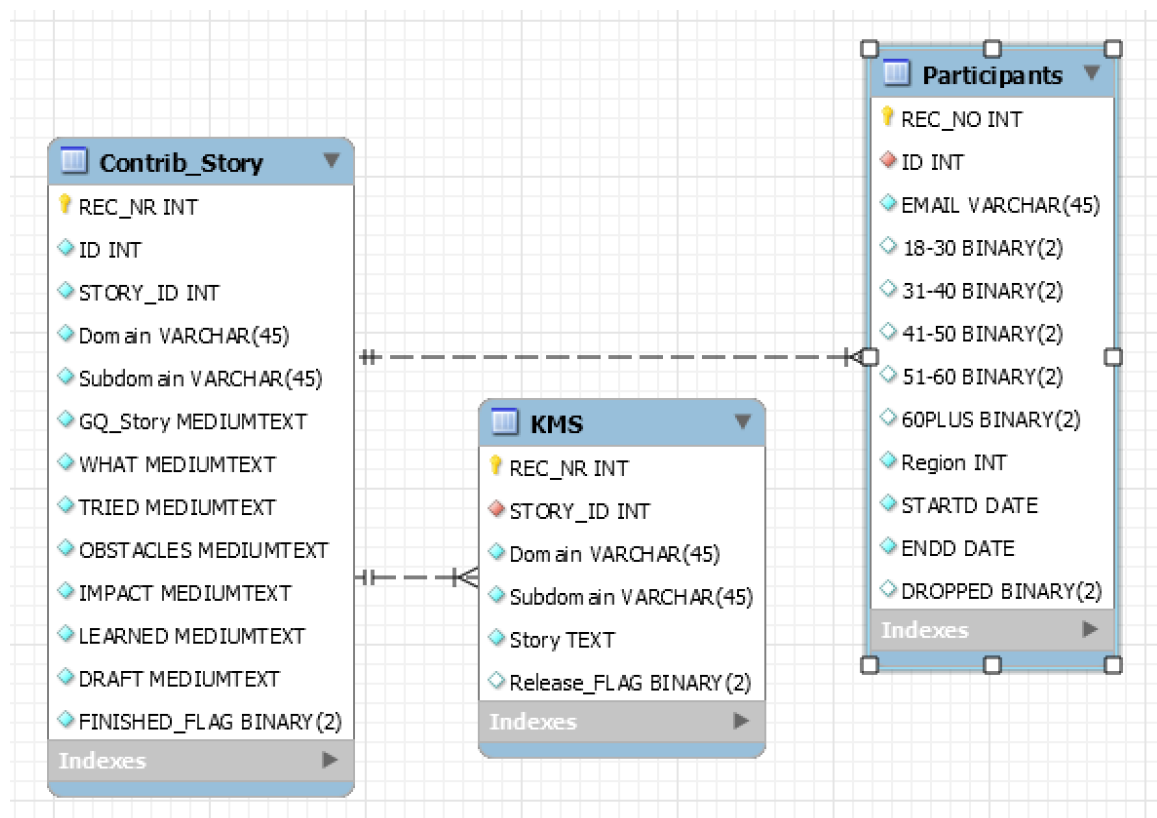 Contrib_Story
REC_NR INT
ID INT
STORY_ID INT
Domain VARCHAR(45)
Subdomain VARCHAR(45)
GQ_Story MEDIUMTEXT
WHAT MEDIUMTEXT
TRIED MEDIUMTEXT
OBSTACLES MEDIUMTEXT
IMPACT MEDIUMTEXT
LEARNED MEDIUMTEXT
DRAFT MEDIUMTEXT
FINISHED_FLAG BINARY(2)
Indexes
KMS
REC_NR INT
STORY_ID INT
Domain VARCHAR(45)
Subdomain VARCHAR(45)
Story TEXT
Release_FLAG BINARY(2)
Indexes
Participants
REC_NO INT
ID INT
EMAIL VARCHAR(45)
18-30 BINARY(2)
31-40 BINARY(2)
41-50 BINARY(2)
51-60 BINARY(2)
60PLUS BINARY(2)
Region INT
STARTD DATE
ENDD DATE
DROPPED BINARY(2)
Indexes